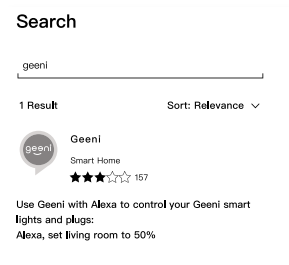 Search
geeni
1 Result Sort: Relevance
geeni
Geeni
Smart Home
157
Use Geeni with Alexa to control your Geeni smart
lights and plugs:
Alexa, set living room to 50%